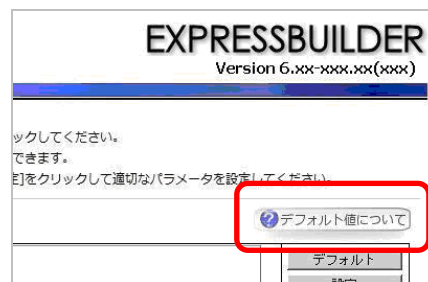 EXPRESSBUILDER
Version 6.xx-xxx.xx(xxx)
ックしてください。
できます。
定]をクリックして適切なパラメータを設定してください。
デフォルト値について
デフォルト